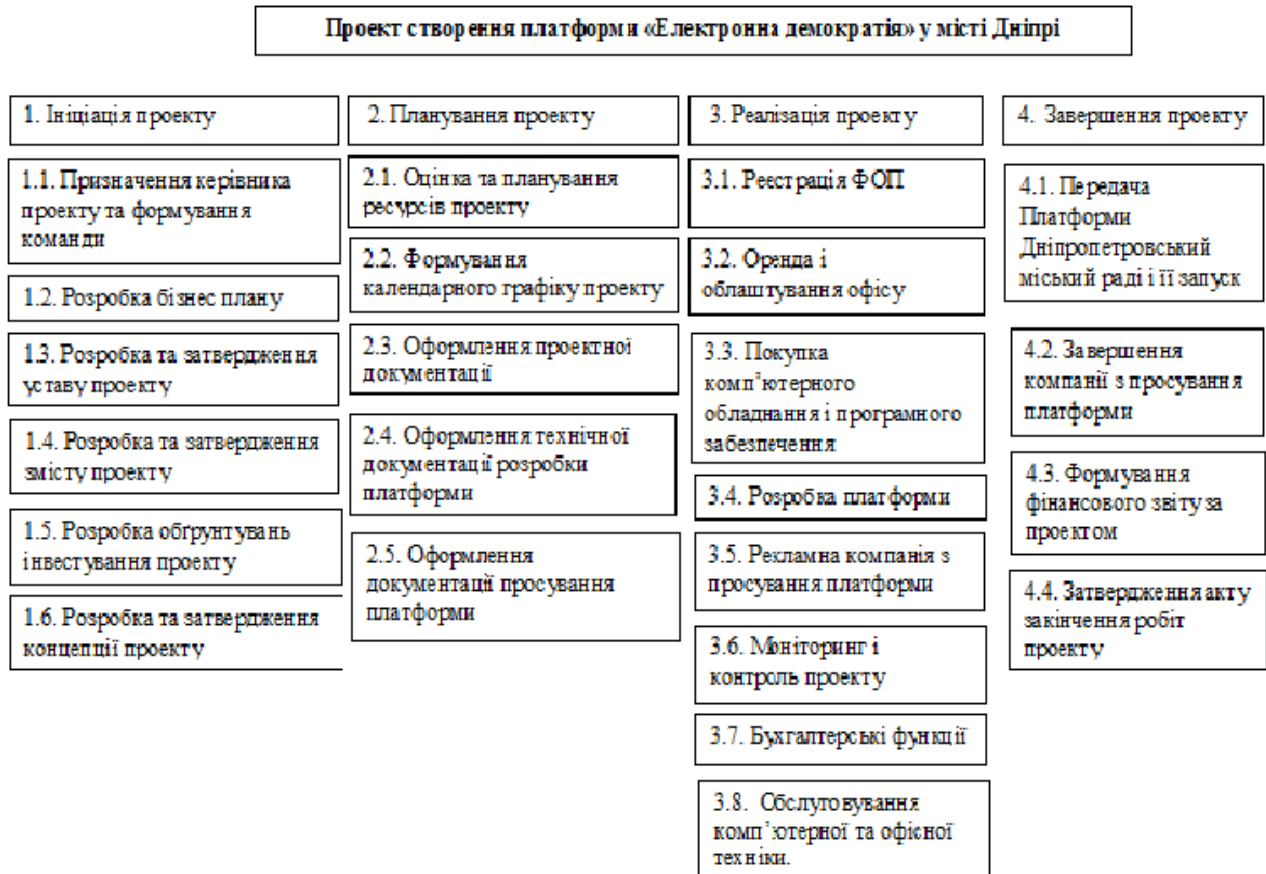 Проект створення платформи «Електронна демократія» у місті Дніпрі
1. Ініціація проекту
1.1. Призначення керівника
проекту та формування
команди
1.2. Розробка бізнес плану
1.3. Розробка та затвердження
уставу проекту
1.4. Розробка та затвердження
змісту проекту
1.5. Розробка обґрунтувань
інвестування проекту
1.6. Розробка та затвердження
концепції проекту
2. Планування проекту
2.1. Оцінка та планування
ресурсів проекту
2.2. Формування
календарного графіку проекту
2.3. Оформлення проектної
документації
2.4. Оформлення технічної
документації розробки
платформи
2.5. Оформлення
документації просування
платформи
3. Реалізація проекту
3.1. Реєстрація ФОП
3.2. Оренда і
облаштування офісу
3.3. Покупка
комп’ютерного
обладнання і програмного
забезпечення
3.4. Розробка платформи
3.5. Рекламна компанія з
просування платформи
3.6. Моніторинг і
контроль проекту
3.7. Бухгалтерські функції
3.8. Обслуговування
комп’ютерної та офісної
техніки.
4. Завершення проекту
4.1. Передача
Платформи
Дніпропетровський
міський раді і її запуск
4.2. Завершення
компанії з просування
платформи
4.3. Формування
фінансового звіту за
проектом
4.4. Затвердження акту
закінчення робіт
проекту